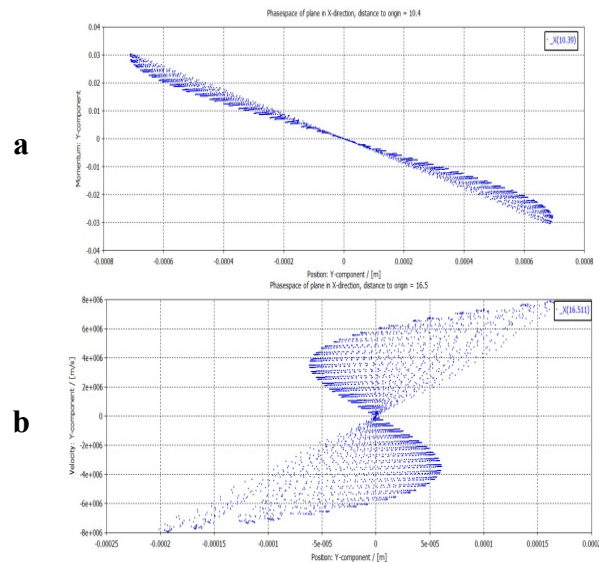 Phasespace of plane in X-direction, distance to origin = 10.4
_X(10.39)
0.04
0.03
0.02
0.01
0
-0.01
-0.02
-0.03
-0.04
Momentum: Y-component
a
-0.0008 -0.0006 -0.0004 -0.0002 0 0.0002 0.0004 0.0006 0.0008
Position: Y-component / [m]
Phasespace of plane in X-direction, distance to origin = 16.5
_X(16.511)
8e+006
6e+006
4e+006
2e+006
0
-2e+006
-4e+006
-6e+006
-8e+006
Velocity: Y-component / [m/s]
b
-0.00025 -0.0002 -0.00015 -0.0001 -5e-005 0 5e-005 0.0001 0.00015 0.0002
Position: Y-component / [m]